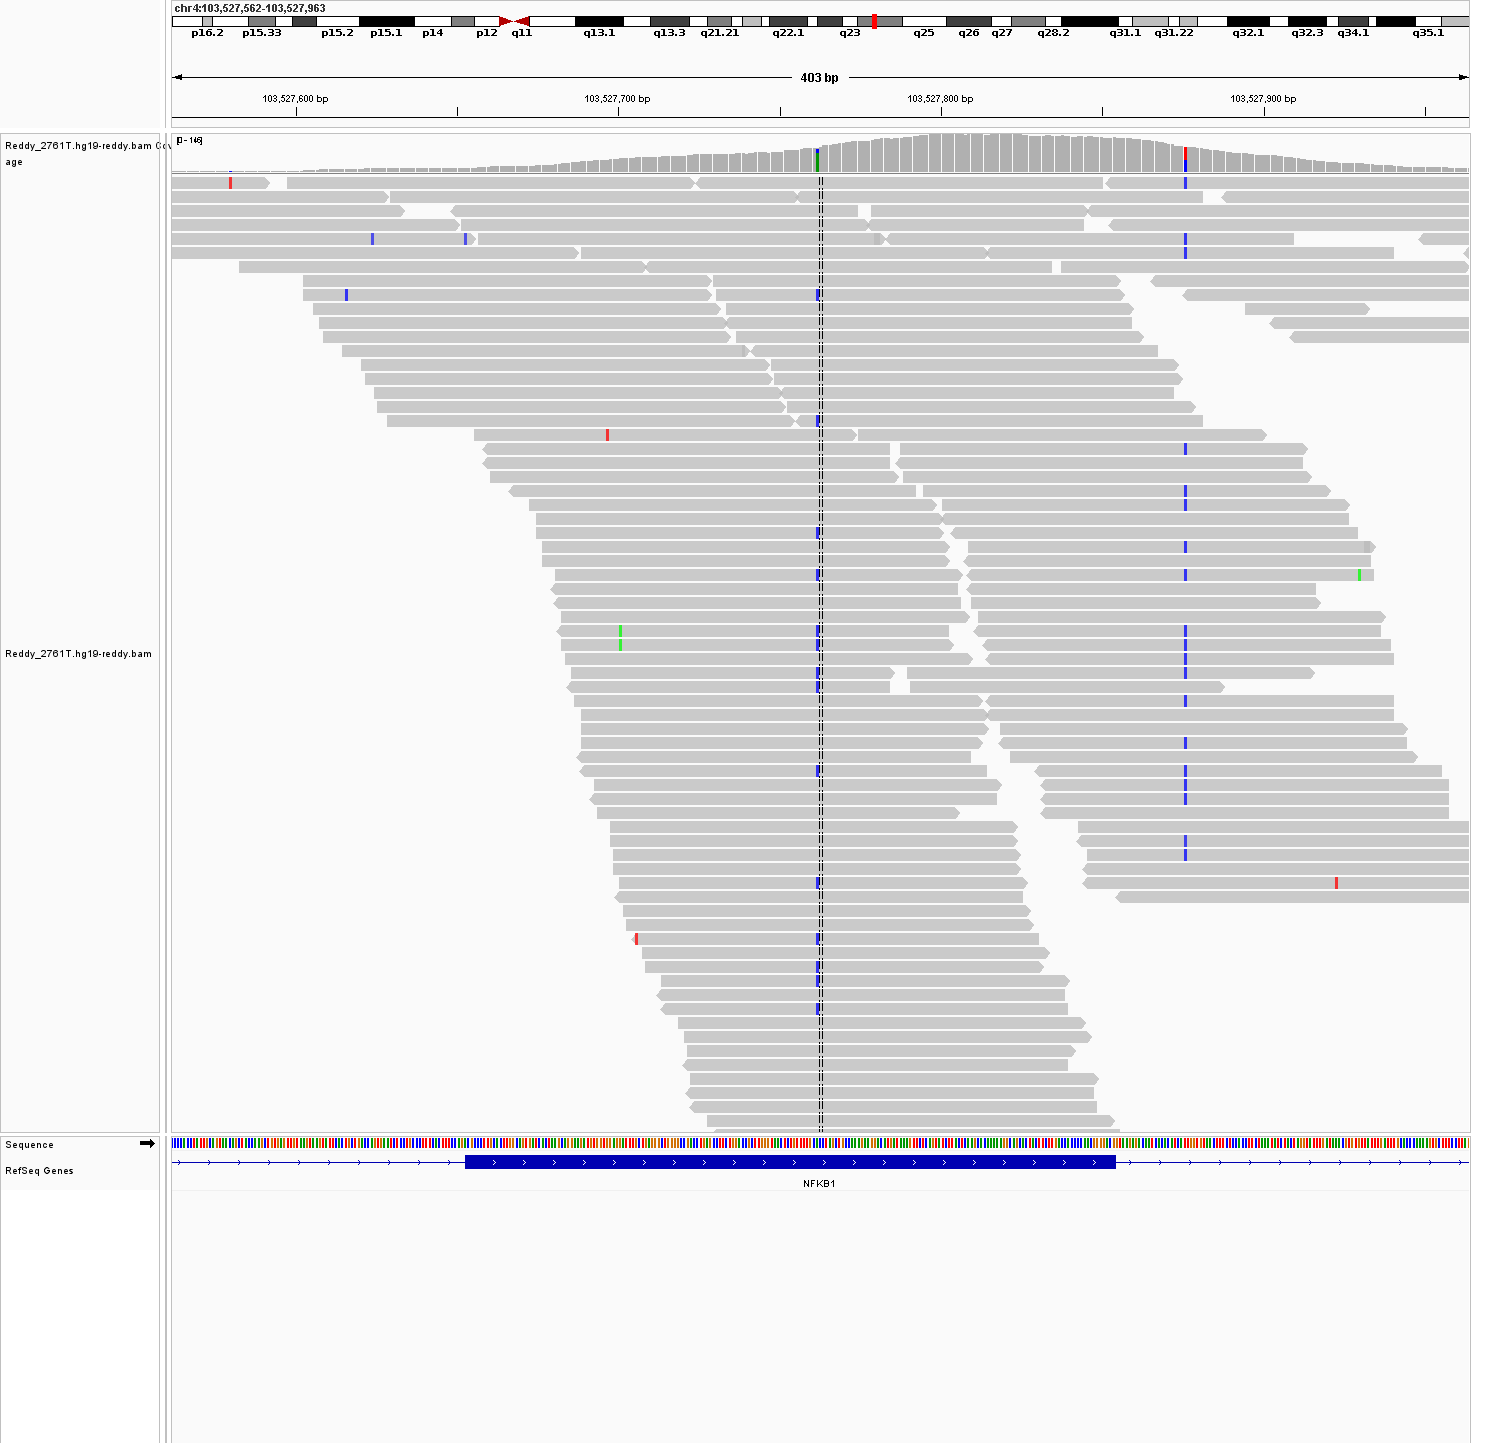 chr4:103,527,562-103,527,963
p16.2 p15.33 p15.2 p15.1 p14 p12 q11 q13.1 q13.3 q21.21 q22.1 q23 q25 q26 q27 q28.2 q31.1 q31.22 q32.1 q32.3 q34.1 q35.1
403 bp
103,527,600 bp 103,527,700 bp 103,527,800 bp 103,527,900 bp
[0 - 146]
Reddy_2761T.hg19-reddy.bam Cov
age
Reddy_2761T.hg19-reddy.bam
Sequence
RefSeq Genes
NFKB1